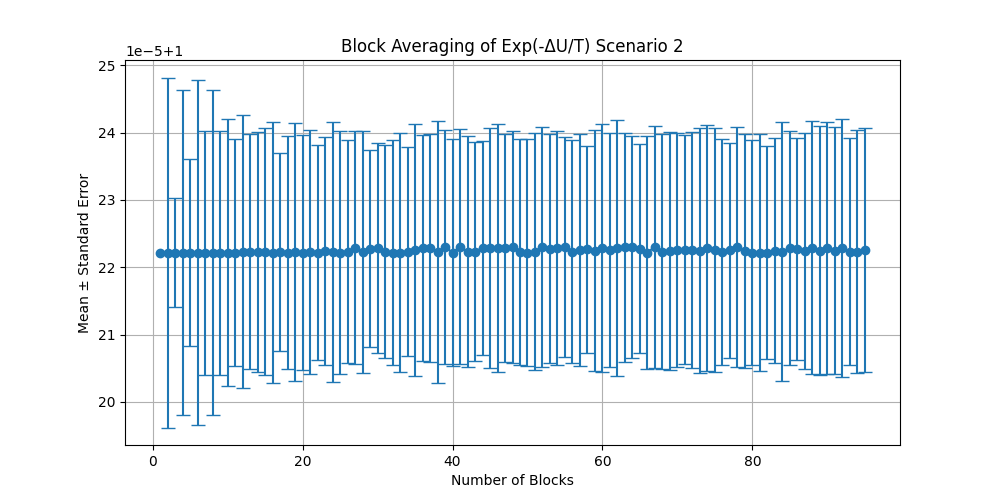 Block Averaging of Exp(-ΔU/T) Scenario 2
1e−5+1
25
24
23
22
21
20
Mean ± Standard Error
0 20 40 60 80
Number of Blocks